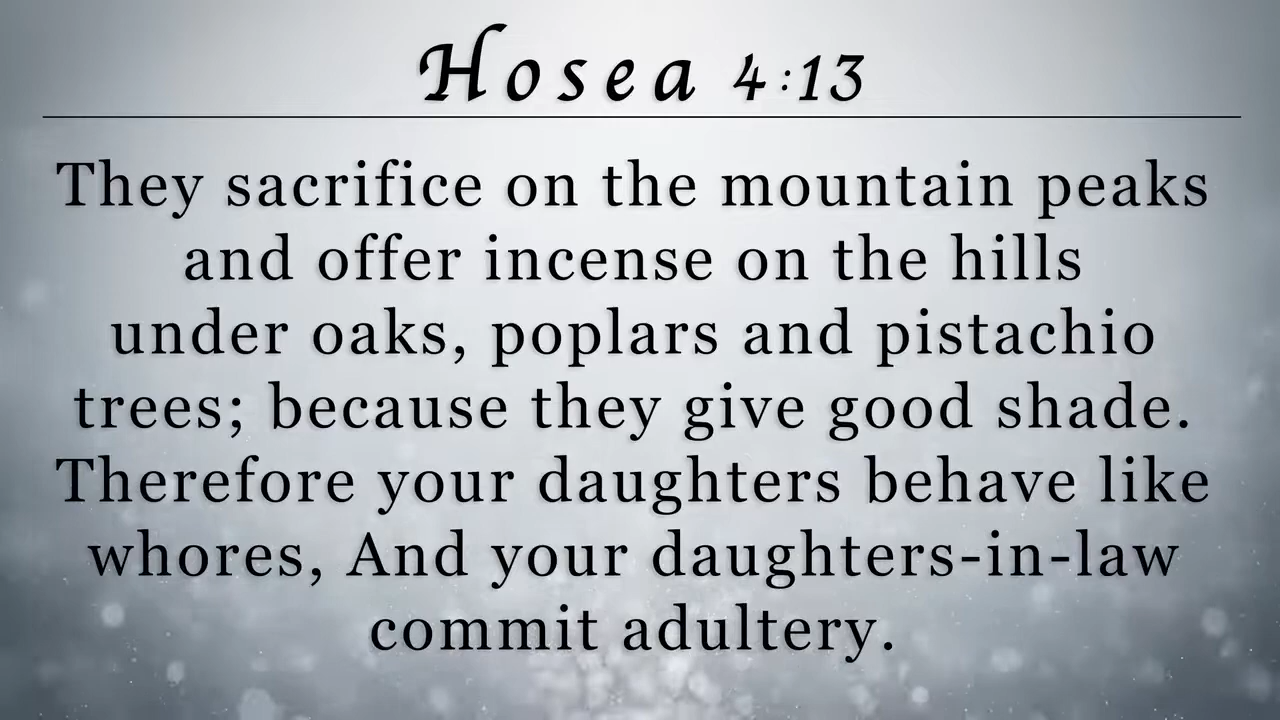 Hosea 4:13
They sacrifice on the mountain peaks
and offer incense on the hills
under oaks, poplars and pistachio
trees; because they give good shade.
Therefore your daughters behave like
whores, And your daughters-in-law
commit adultery.